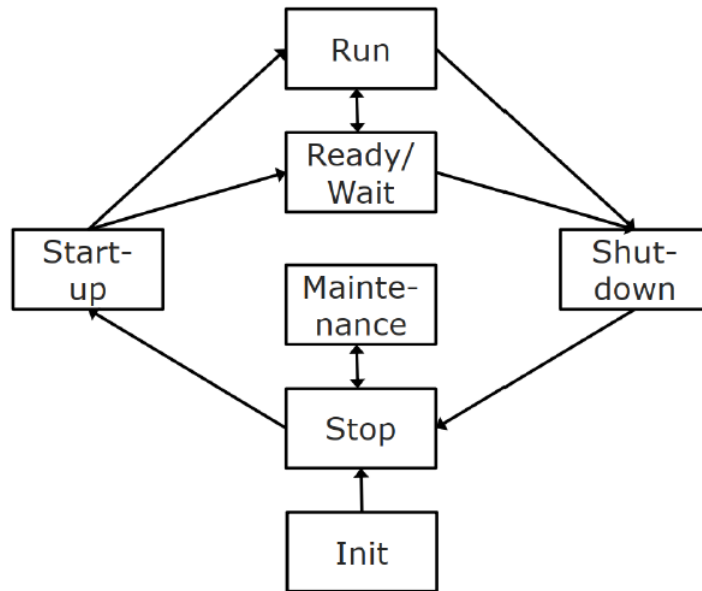 Run
Ready/
Wait
Start-
up
Shut-
down
Mainte-
nance
Stop
Init